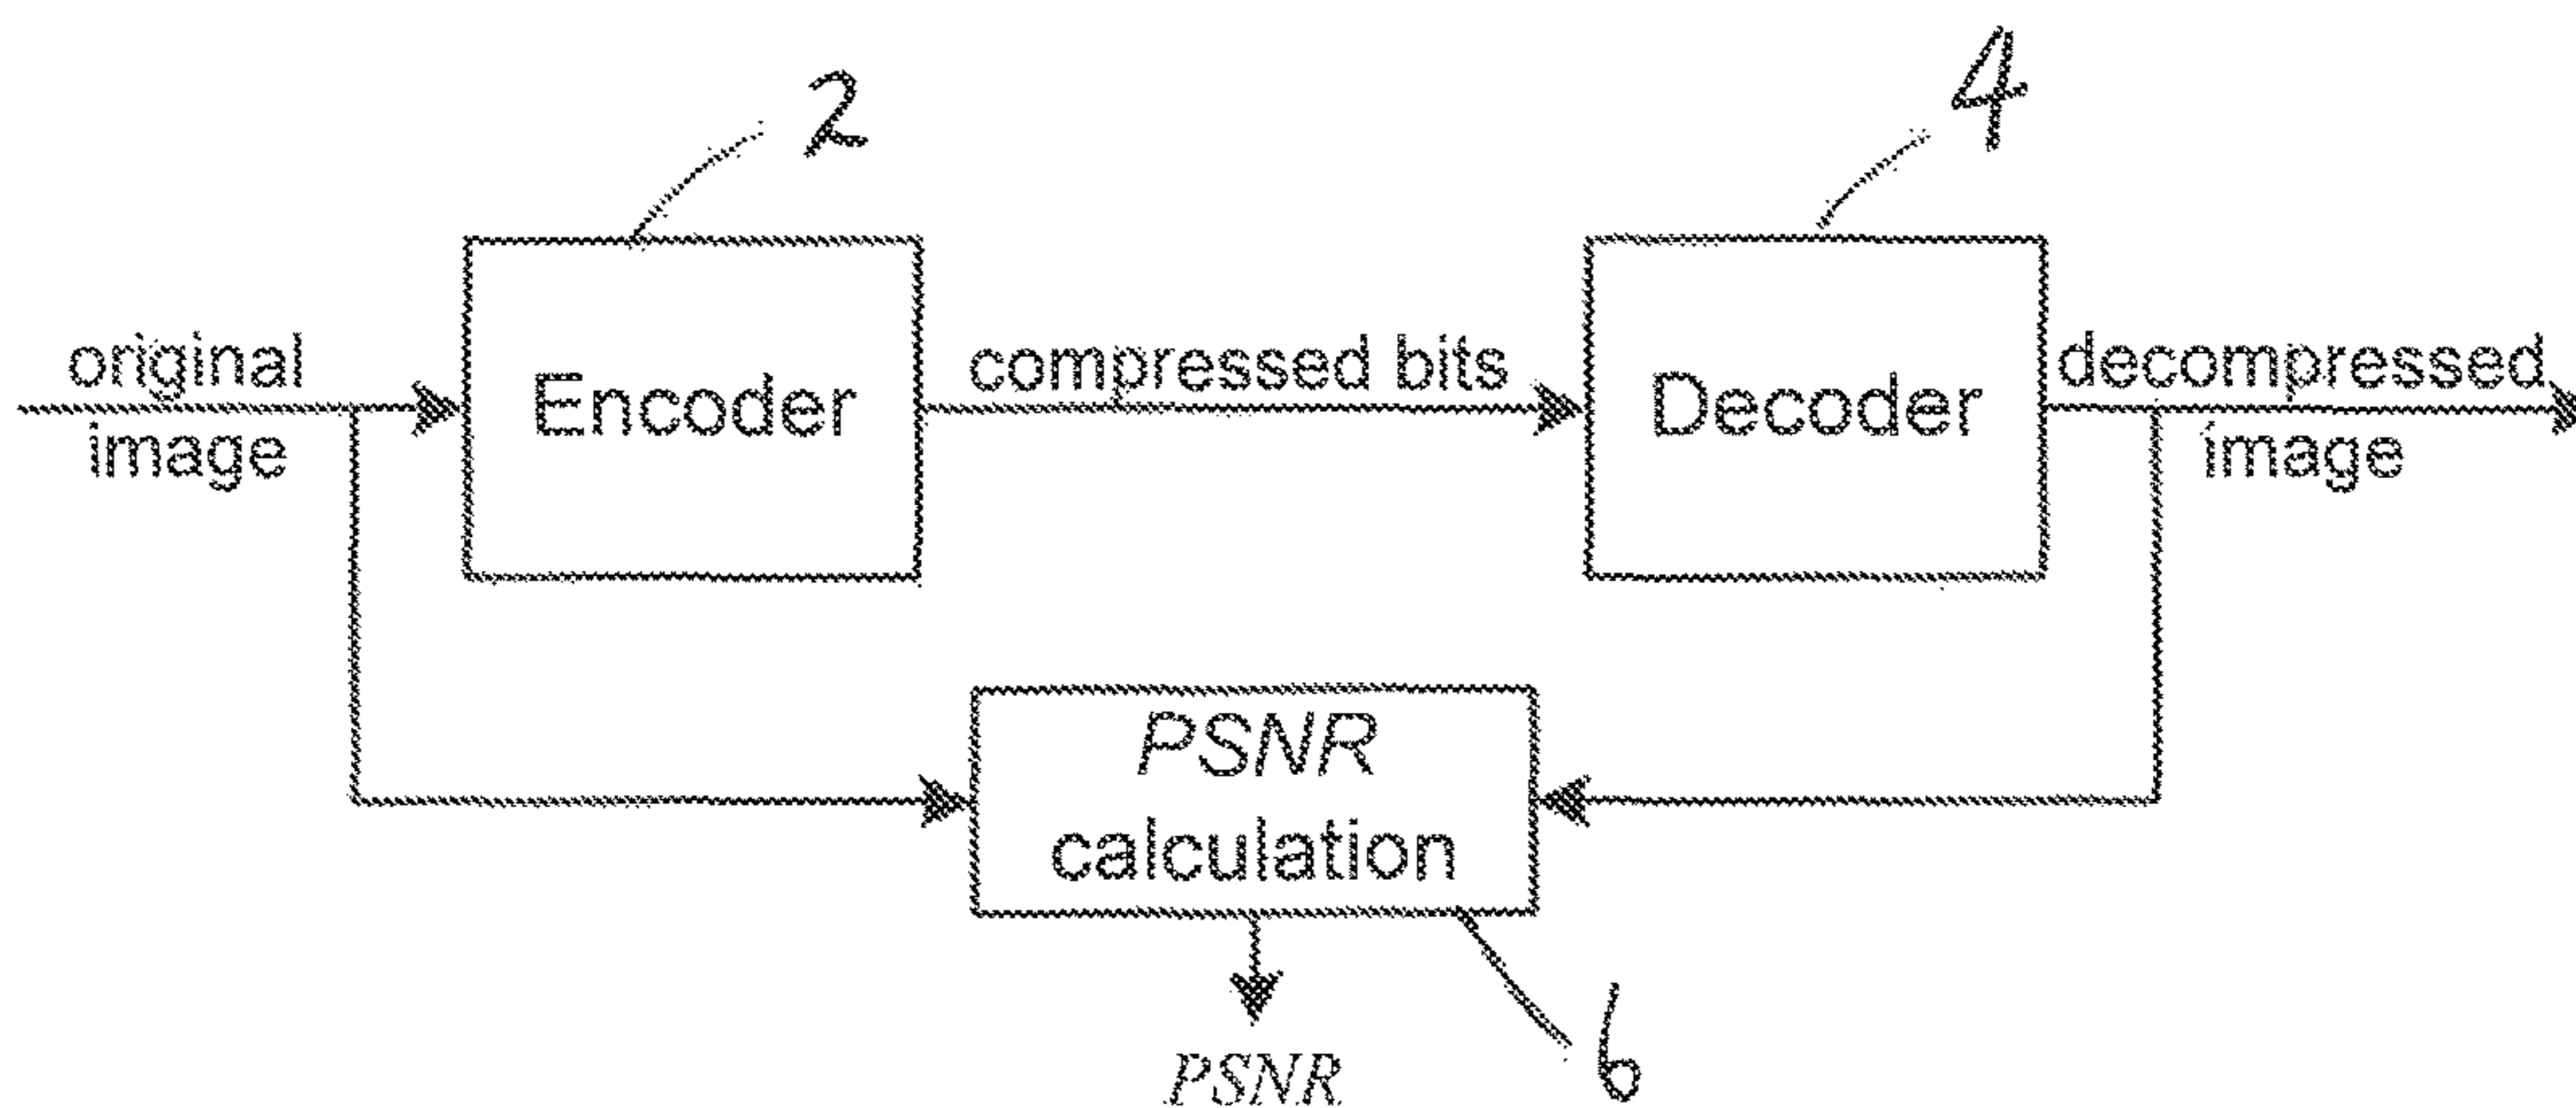 2
4
original
image
Encoder
compressed bits
Decoder
decompressed
image
PSNR
calculation
PSNR
6